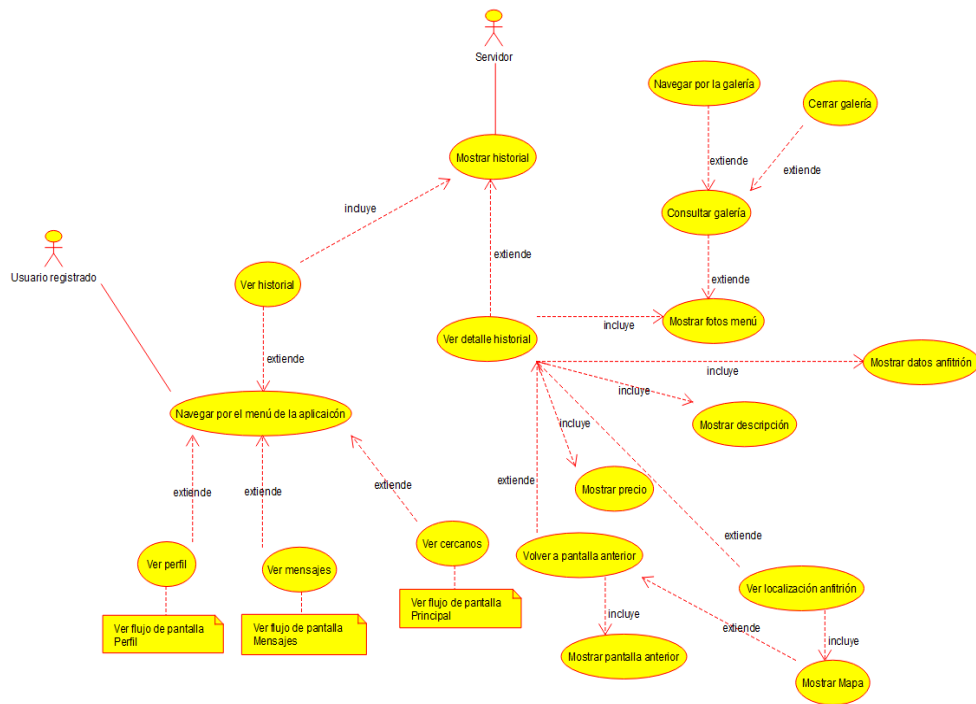 Servidor
Navegar por la galería
Cerrar galería
Mostrar historial
extiende
extiende
incluye
Consultar galería
extiende
Usuario registrado
Ver historial
extiende
Mostrar fotos menú
incluye
Ver detalle historial
extiende
Mostrar datos anfitrión
incluye
incluye
Navegar por el menú de la aplicaicón
Mostrar descripción
incluye
extiende
Mostrar precio
extiende
extiende
extiende
extiende
Ver cercanos
Volver a pantalla anterior
Ver perfil
Ver mensajes
Ver localización anfitrión
Ver flujo de pantalla
Principal
Ver flujo de pantalla
Perfil
Ver flujo de pantalla
Mensajes
incluye
extiende
incluye
Mostrar pantalla anterior
Mostrar Mapa